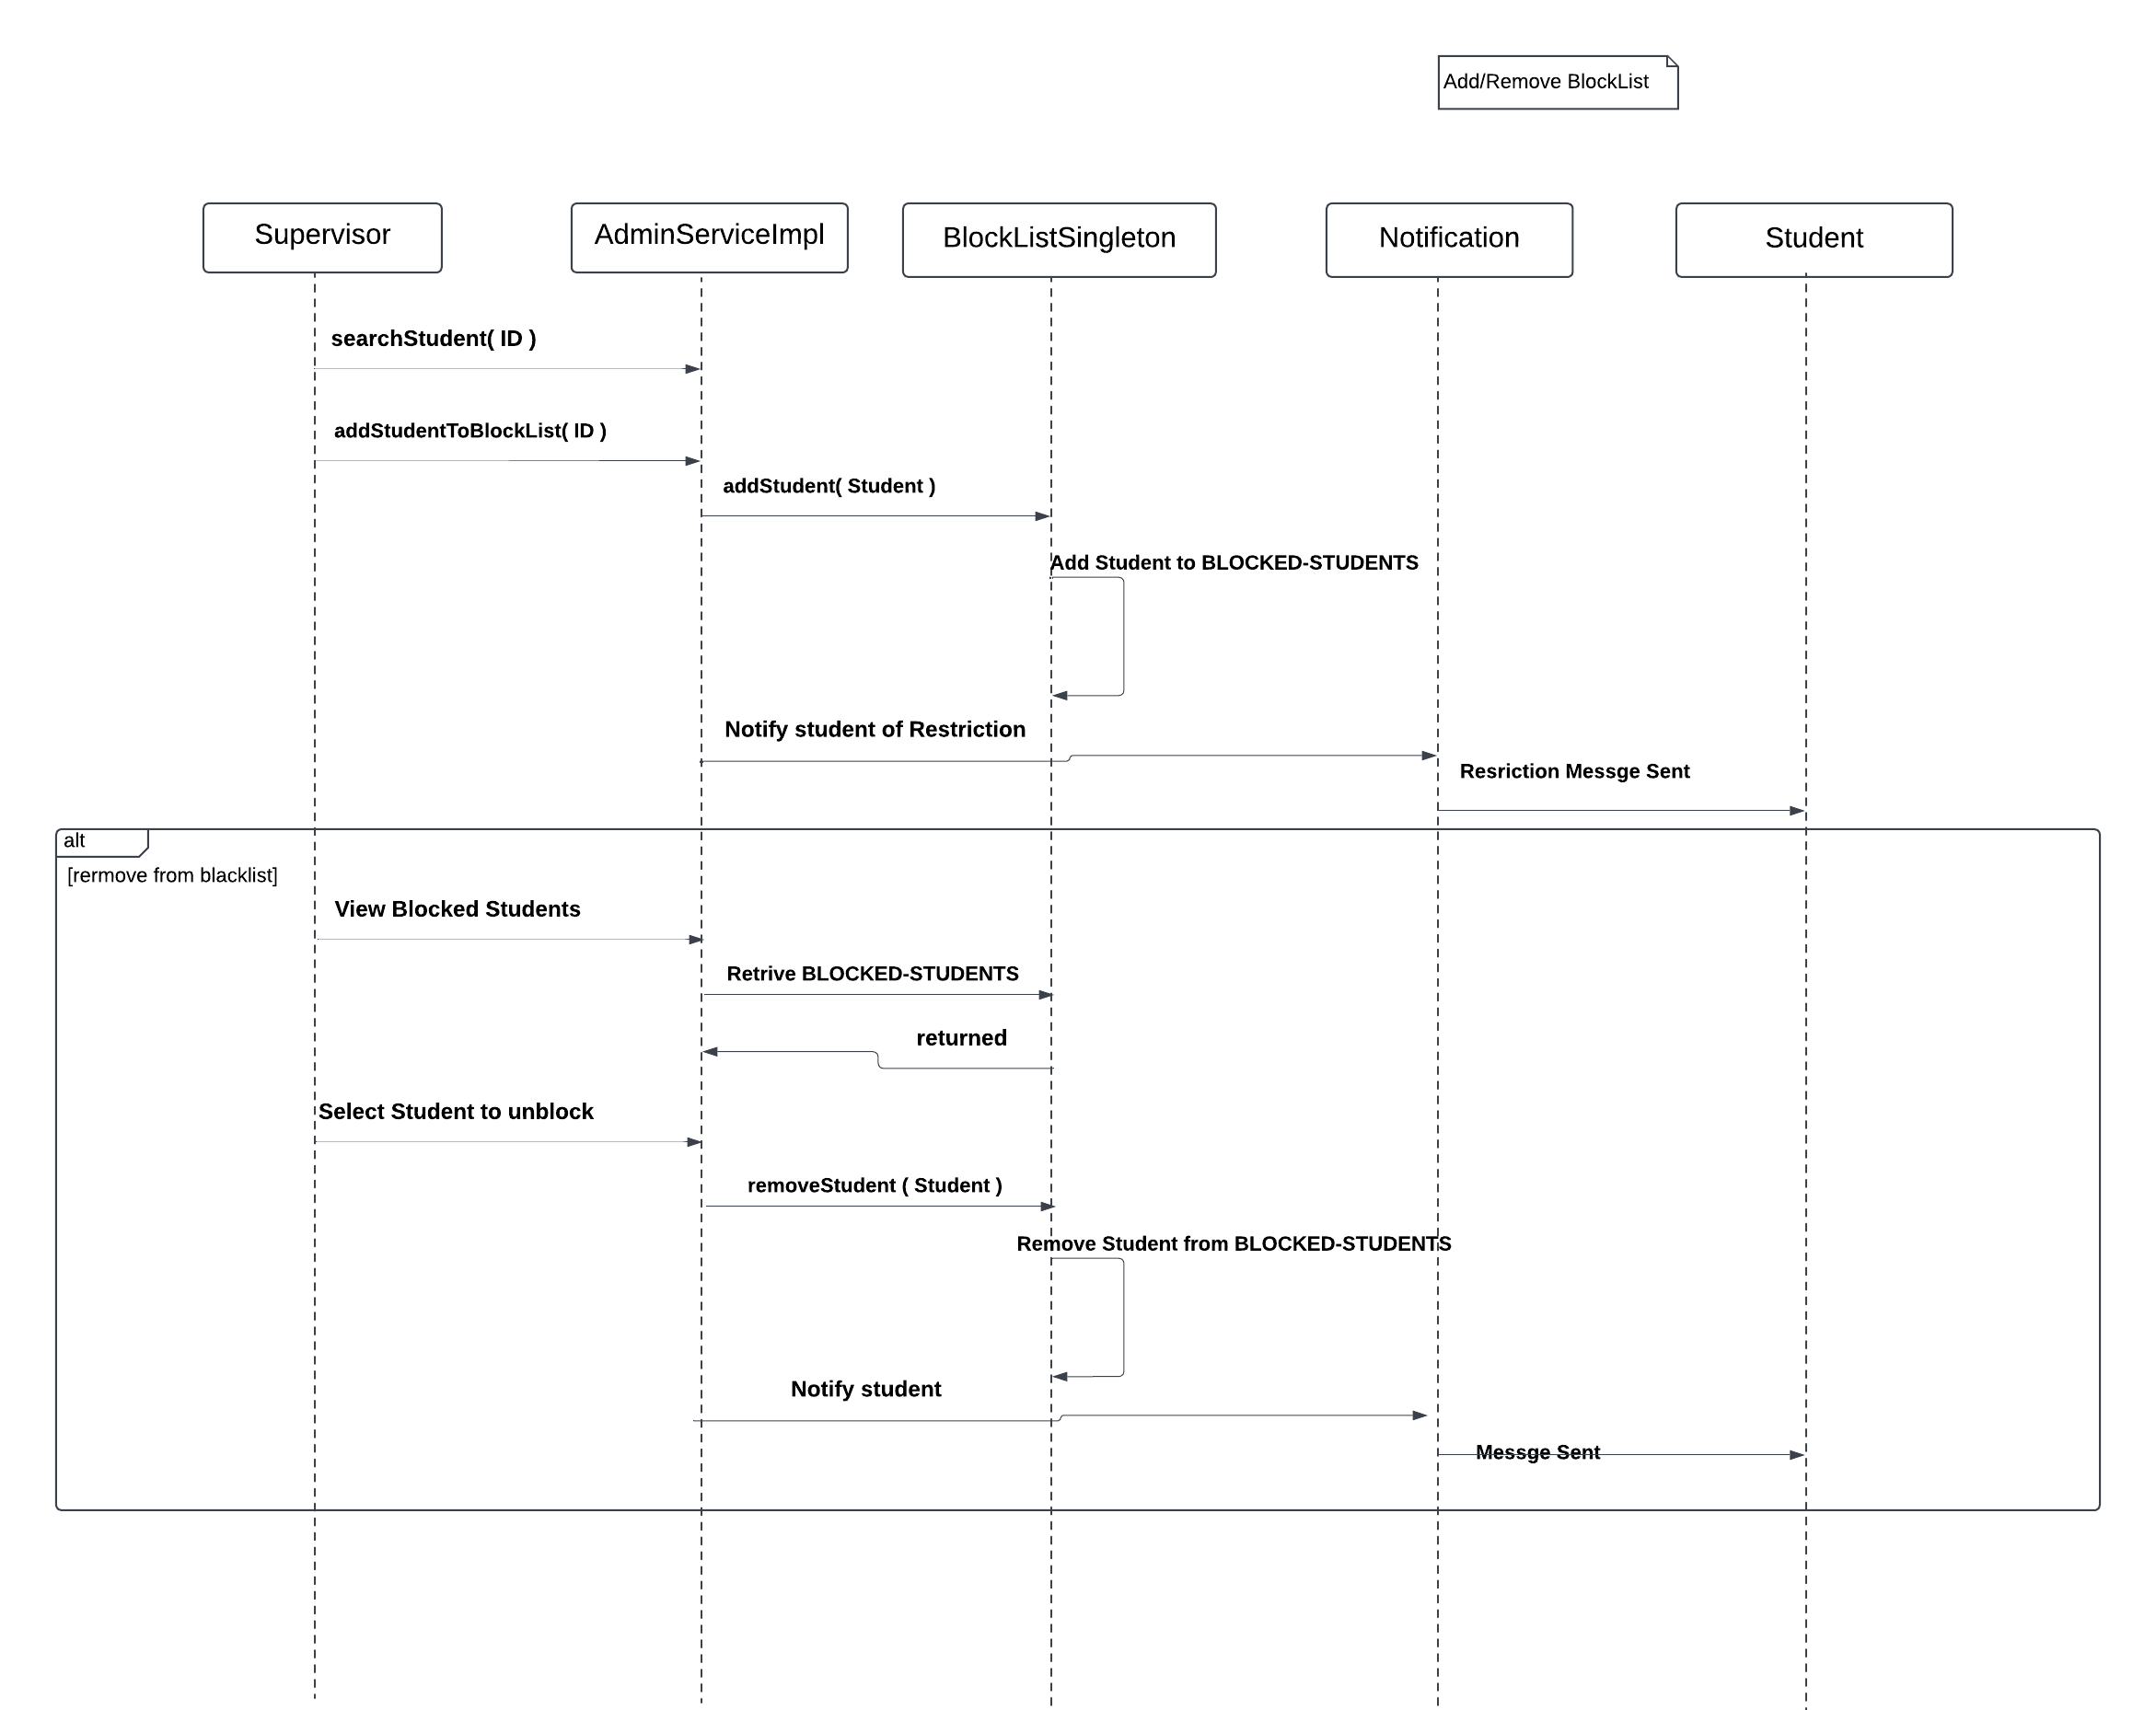 Add/Remove BlockList
Supervisor
AdminServiceImpl
BlockListSingleton
Notification
Student
searchStudent( ID )
addStudentToBlockList( ID )
addStudent( Student )
Add Student to BLOCKED-STUDENTS
Notify student of Restriction
Resriction Messge Sent
alt
[rermove from blacklist]
View Blocked Students
Retrive BLOCKED-STUDENTS
returned
Select Student to unblock
removeStudent ( Student )
Remove Student from BLOCKED-STUDENTS
Notify student
Messge Sent